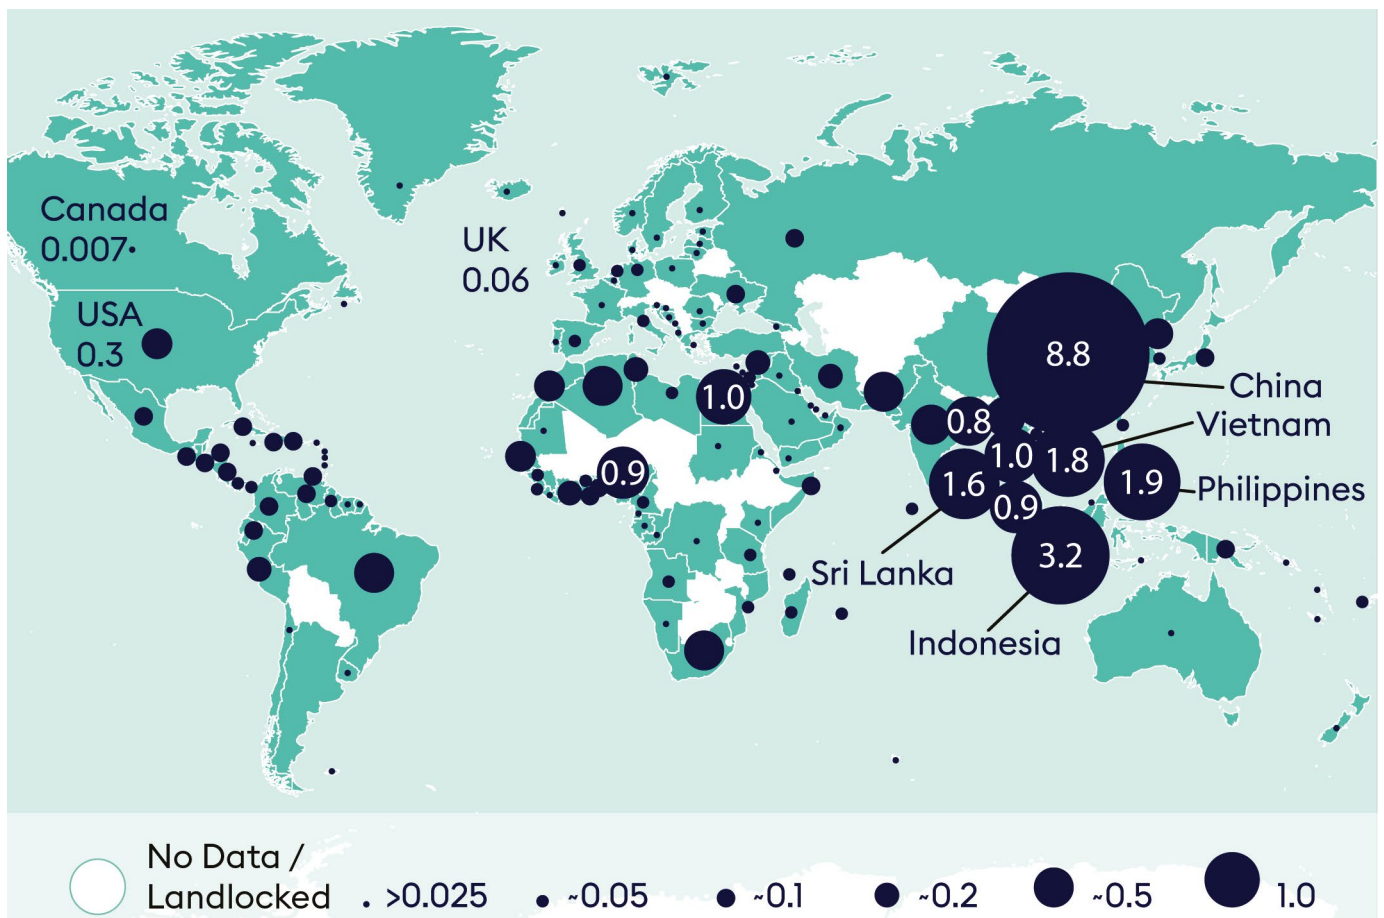 Canada
0.007
UK
0.06
USA
0.3
8.8
China
1.0
0.8
Vietnam
0.9
1.0
1.8
1.6
1.9
Philippines
0.9
3.2
Sri Lanka
Indonesia
No Data /
Landlocked
>0.025
~0.05
~0.1
~0.2
~0.5
1.0